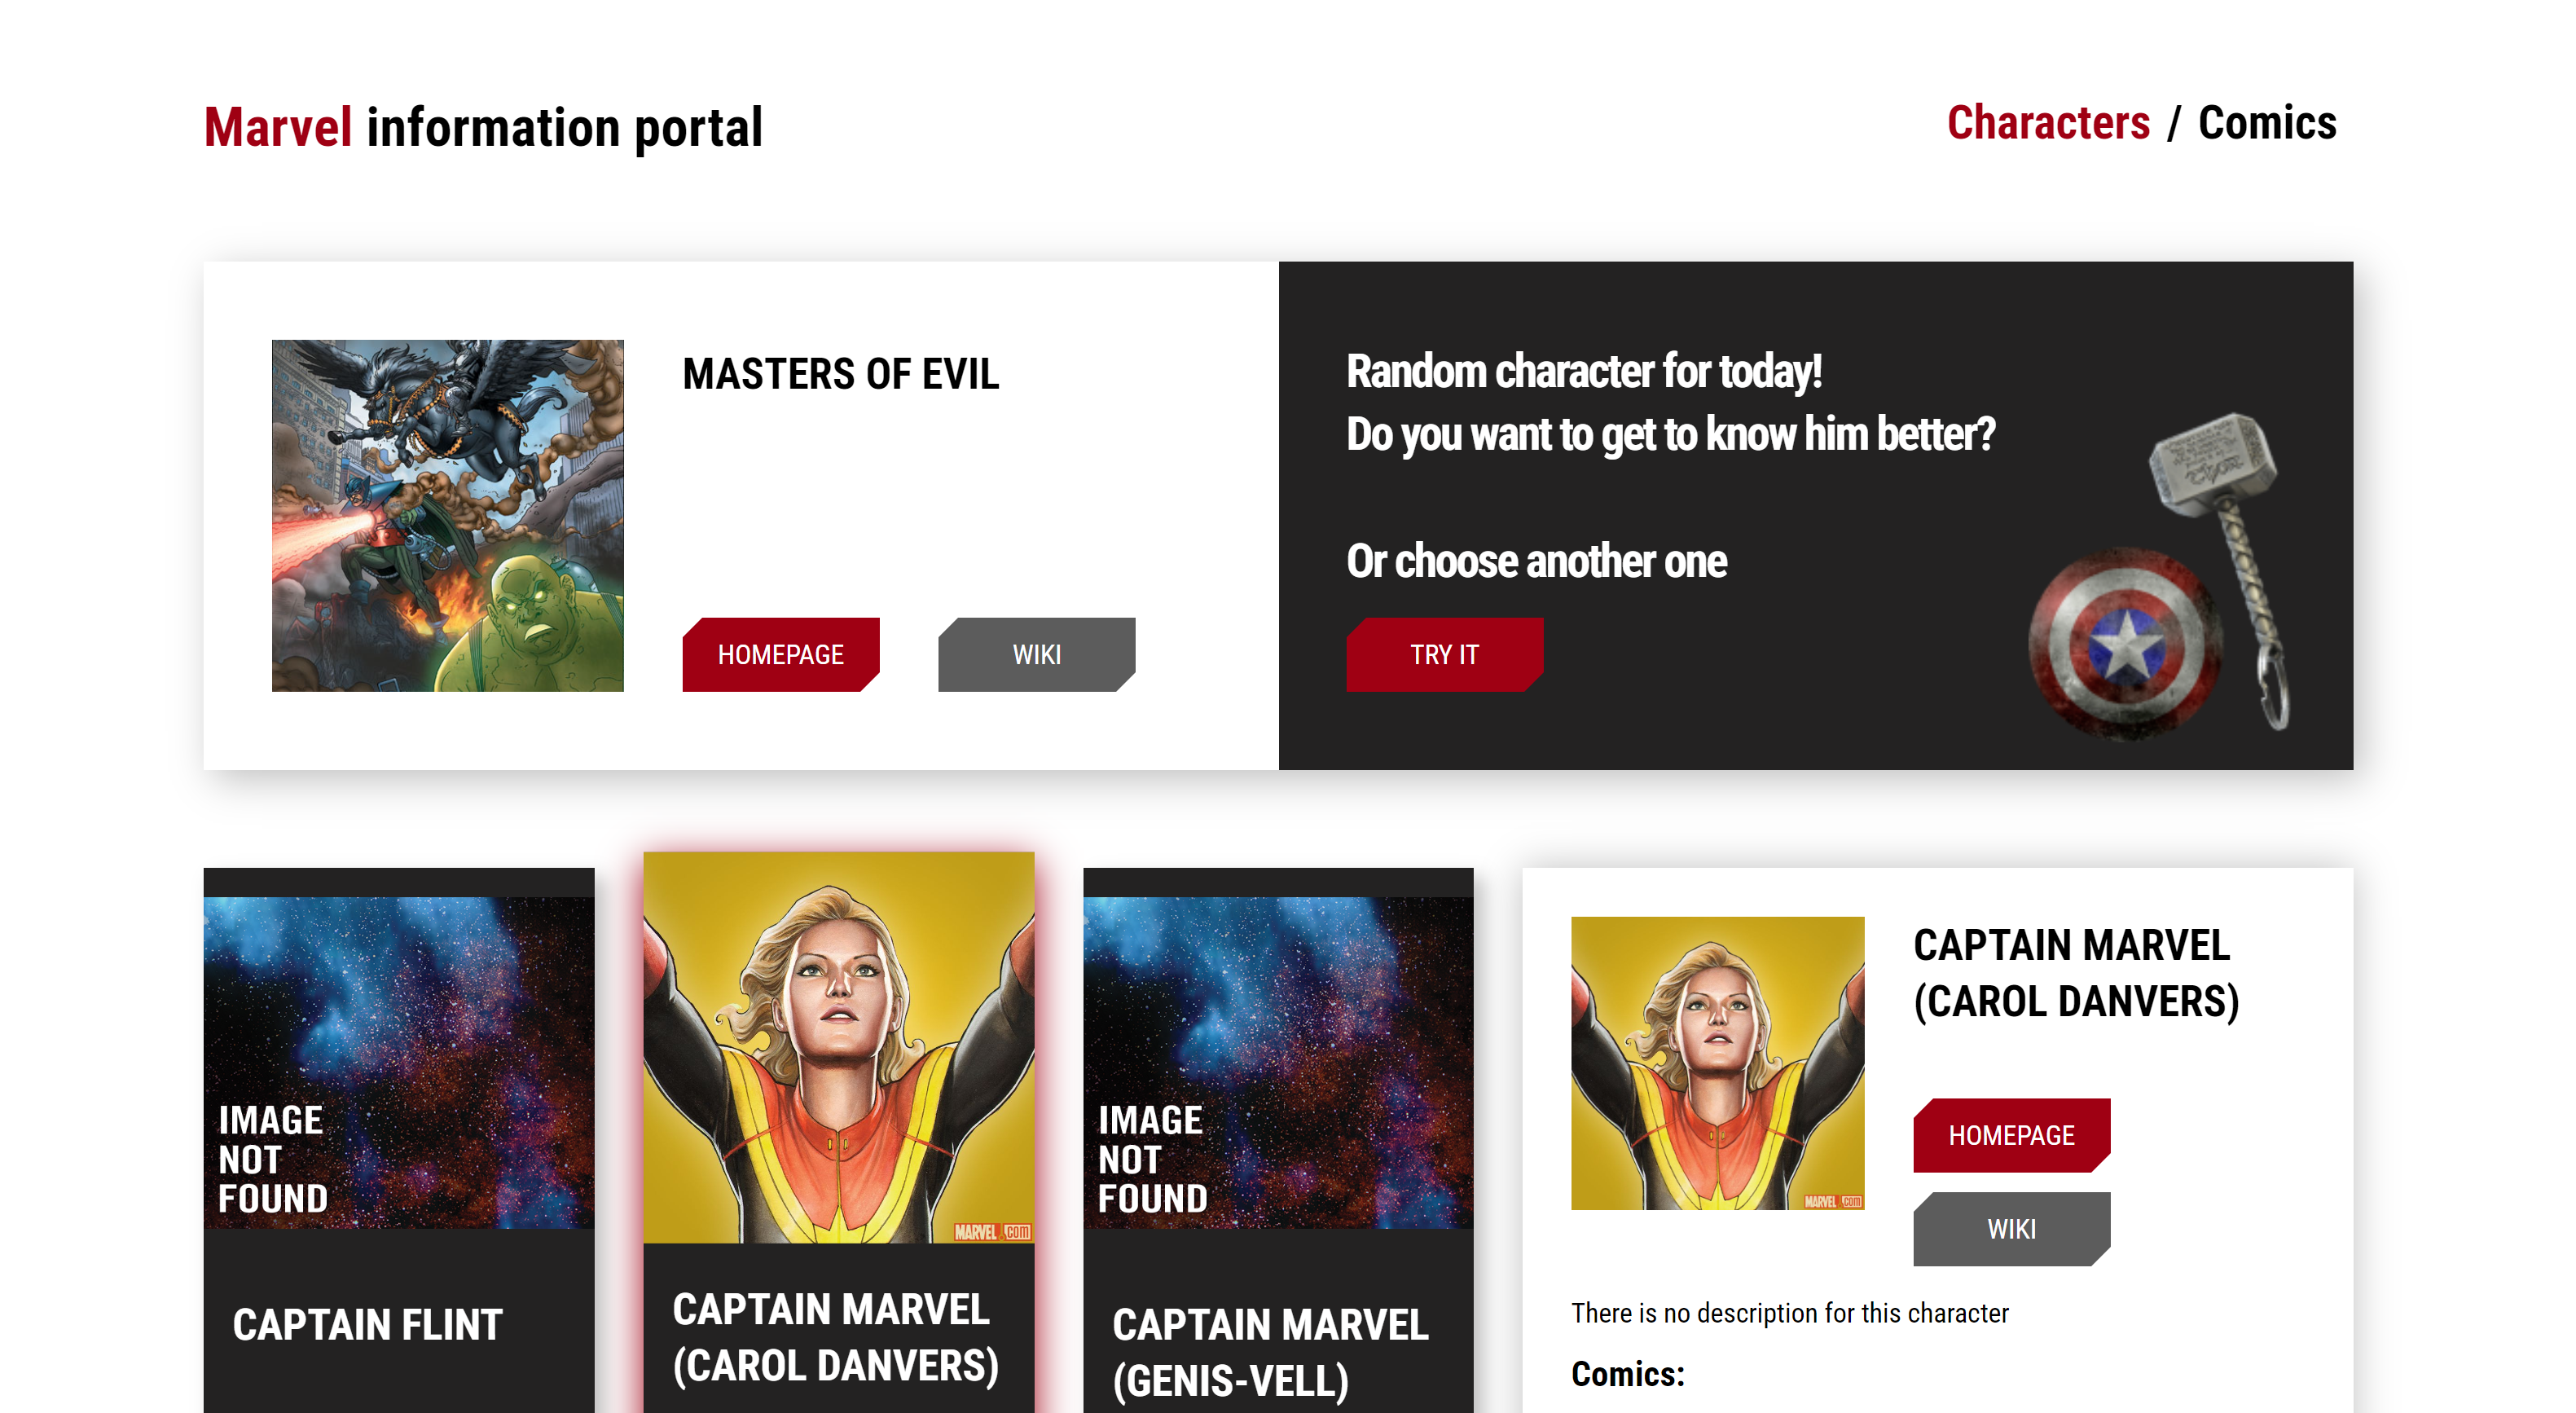 Marvel information portal
Characters / Comics
MASTERS OF EVIL
HOMEPAGE
WIKI
Random character for today!
Do you want to get to know him better?
Or choose another one
TRY IT
IMAGE
NOT
FOUND
CAPTAIN FLINT
MARVEL.com
CAPTAIN MARVEL
(CAROL DANVERS)
IMAGE
NOT
FOUND
CAPTAIN MARVEL
(GENIS-VELL)
MARVEL.com
CAPTAIN MARVEL
(CAROL DANVERS)
HOMEPAGE
WIKI
There is no description for this character
Comics: